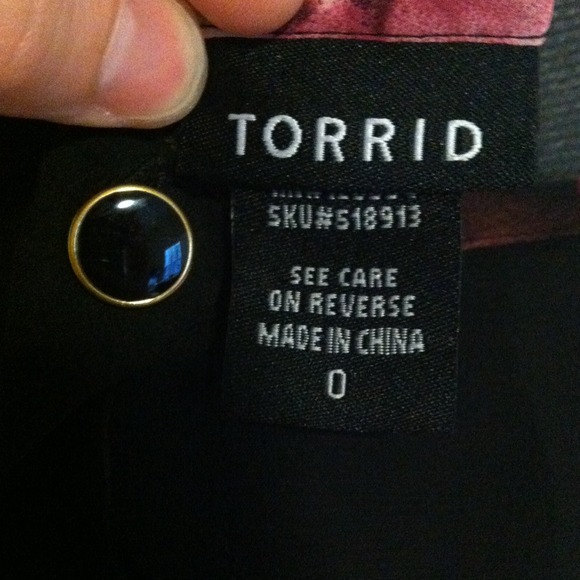 TORRID
SKU#518913
SEE CARE
ON REVERSE
MADE IN CHINA
0